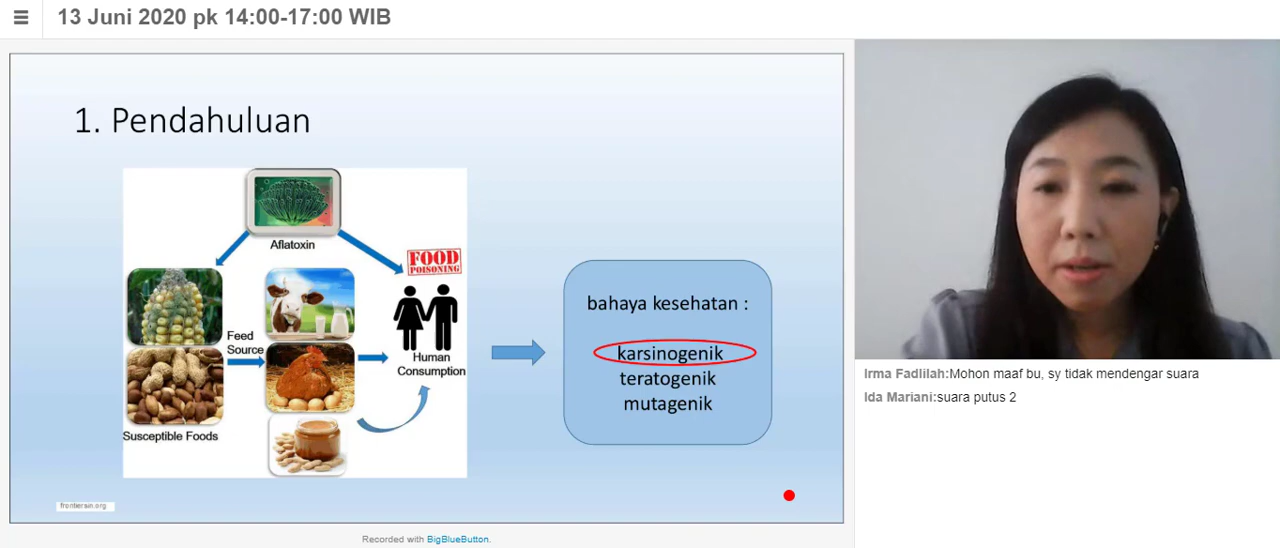 13 Juni 2020 pk 14:00-17:00 WIB
1. Pendahuluan
Aflatoxin
FOOD
POISONING
Feed
Source
Human
Consumption
Susceptible Foods
bahaya kesehatan :
karsinogenik
teratogenik
mutagenik
frontiersin.org
Recorded with BigBlueButton.
Irma Fadlilah:Mohon maaf bu, sy tidak mendengar suara
Ida Mariani:suara putus 2